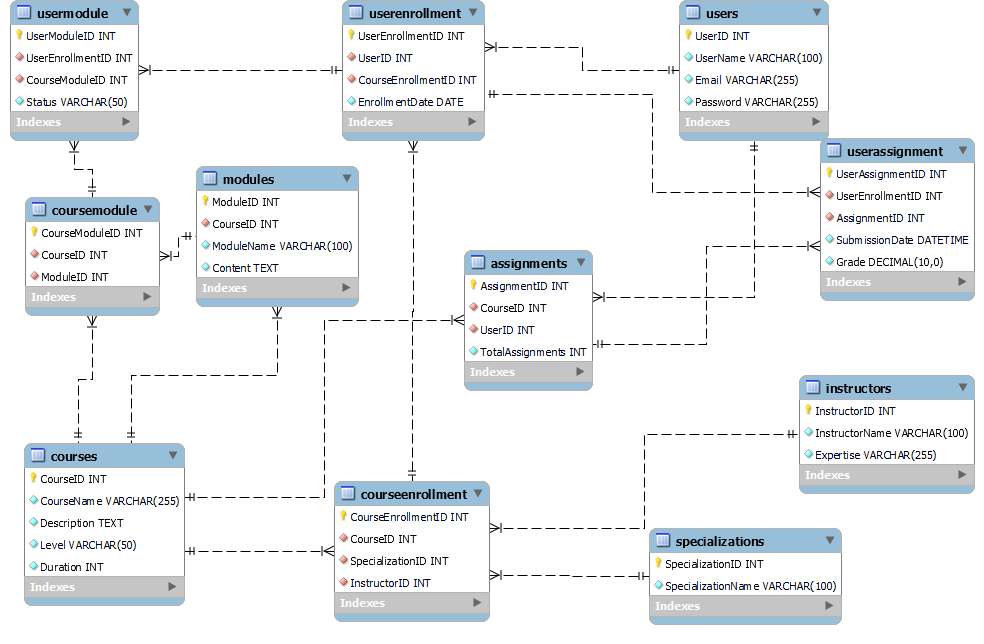 usermodule
UserModuleID INT
UserEnrollmentID INT
CourseModuleID INT
Status VARCHAR(50)
Indexes
userenrollment
UserEnrollmentID INT
UserID INT
CourseEnrollmentID INT
EnrollmentDate DATE
Indexes
users
UserID INT
UserName VARCHAR(100)
Email VARCHAR(255)
Password VARCHAR(255)
Indexes
userassignment
UserAssignmentID INT
UserEnrollmentID INT
AssignmentID INT
SubmissionDate DATETIME
Grade DECIMAL(10,0)
Indexes
modules
ModuleID INT
CourseID INT
ModuleName VARCHAR(100)
Content TEXT
Indexes
coursemodule
CourseModuleID INT
CourseID INT
ModuleID INT
Indexes
assignments
AssignmentID INT
CourseID INT
UserID INT
TotalAssignments INT
Indexes
instructors
InstructorID INT
InstructorName VARCHAR(100)
Expertise VARCHAR(255)
Indexes
courses
CourseID INT
CourseName VARCHAR(255)
Description TEXT
Level VARCHAR(50)
Duration INT
Indexes
courseenrollment
CourseEnrollmentID INT
CourseID INT
SpecializationID INT
InstructorID INT
Indexes
specializations
SpecializationID INT
SpecializationName VARCHAR(100)
Indexes